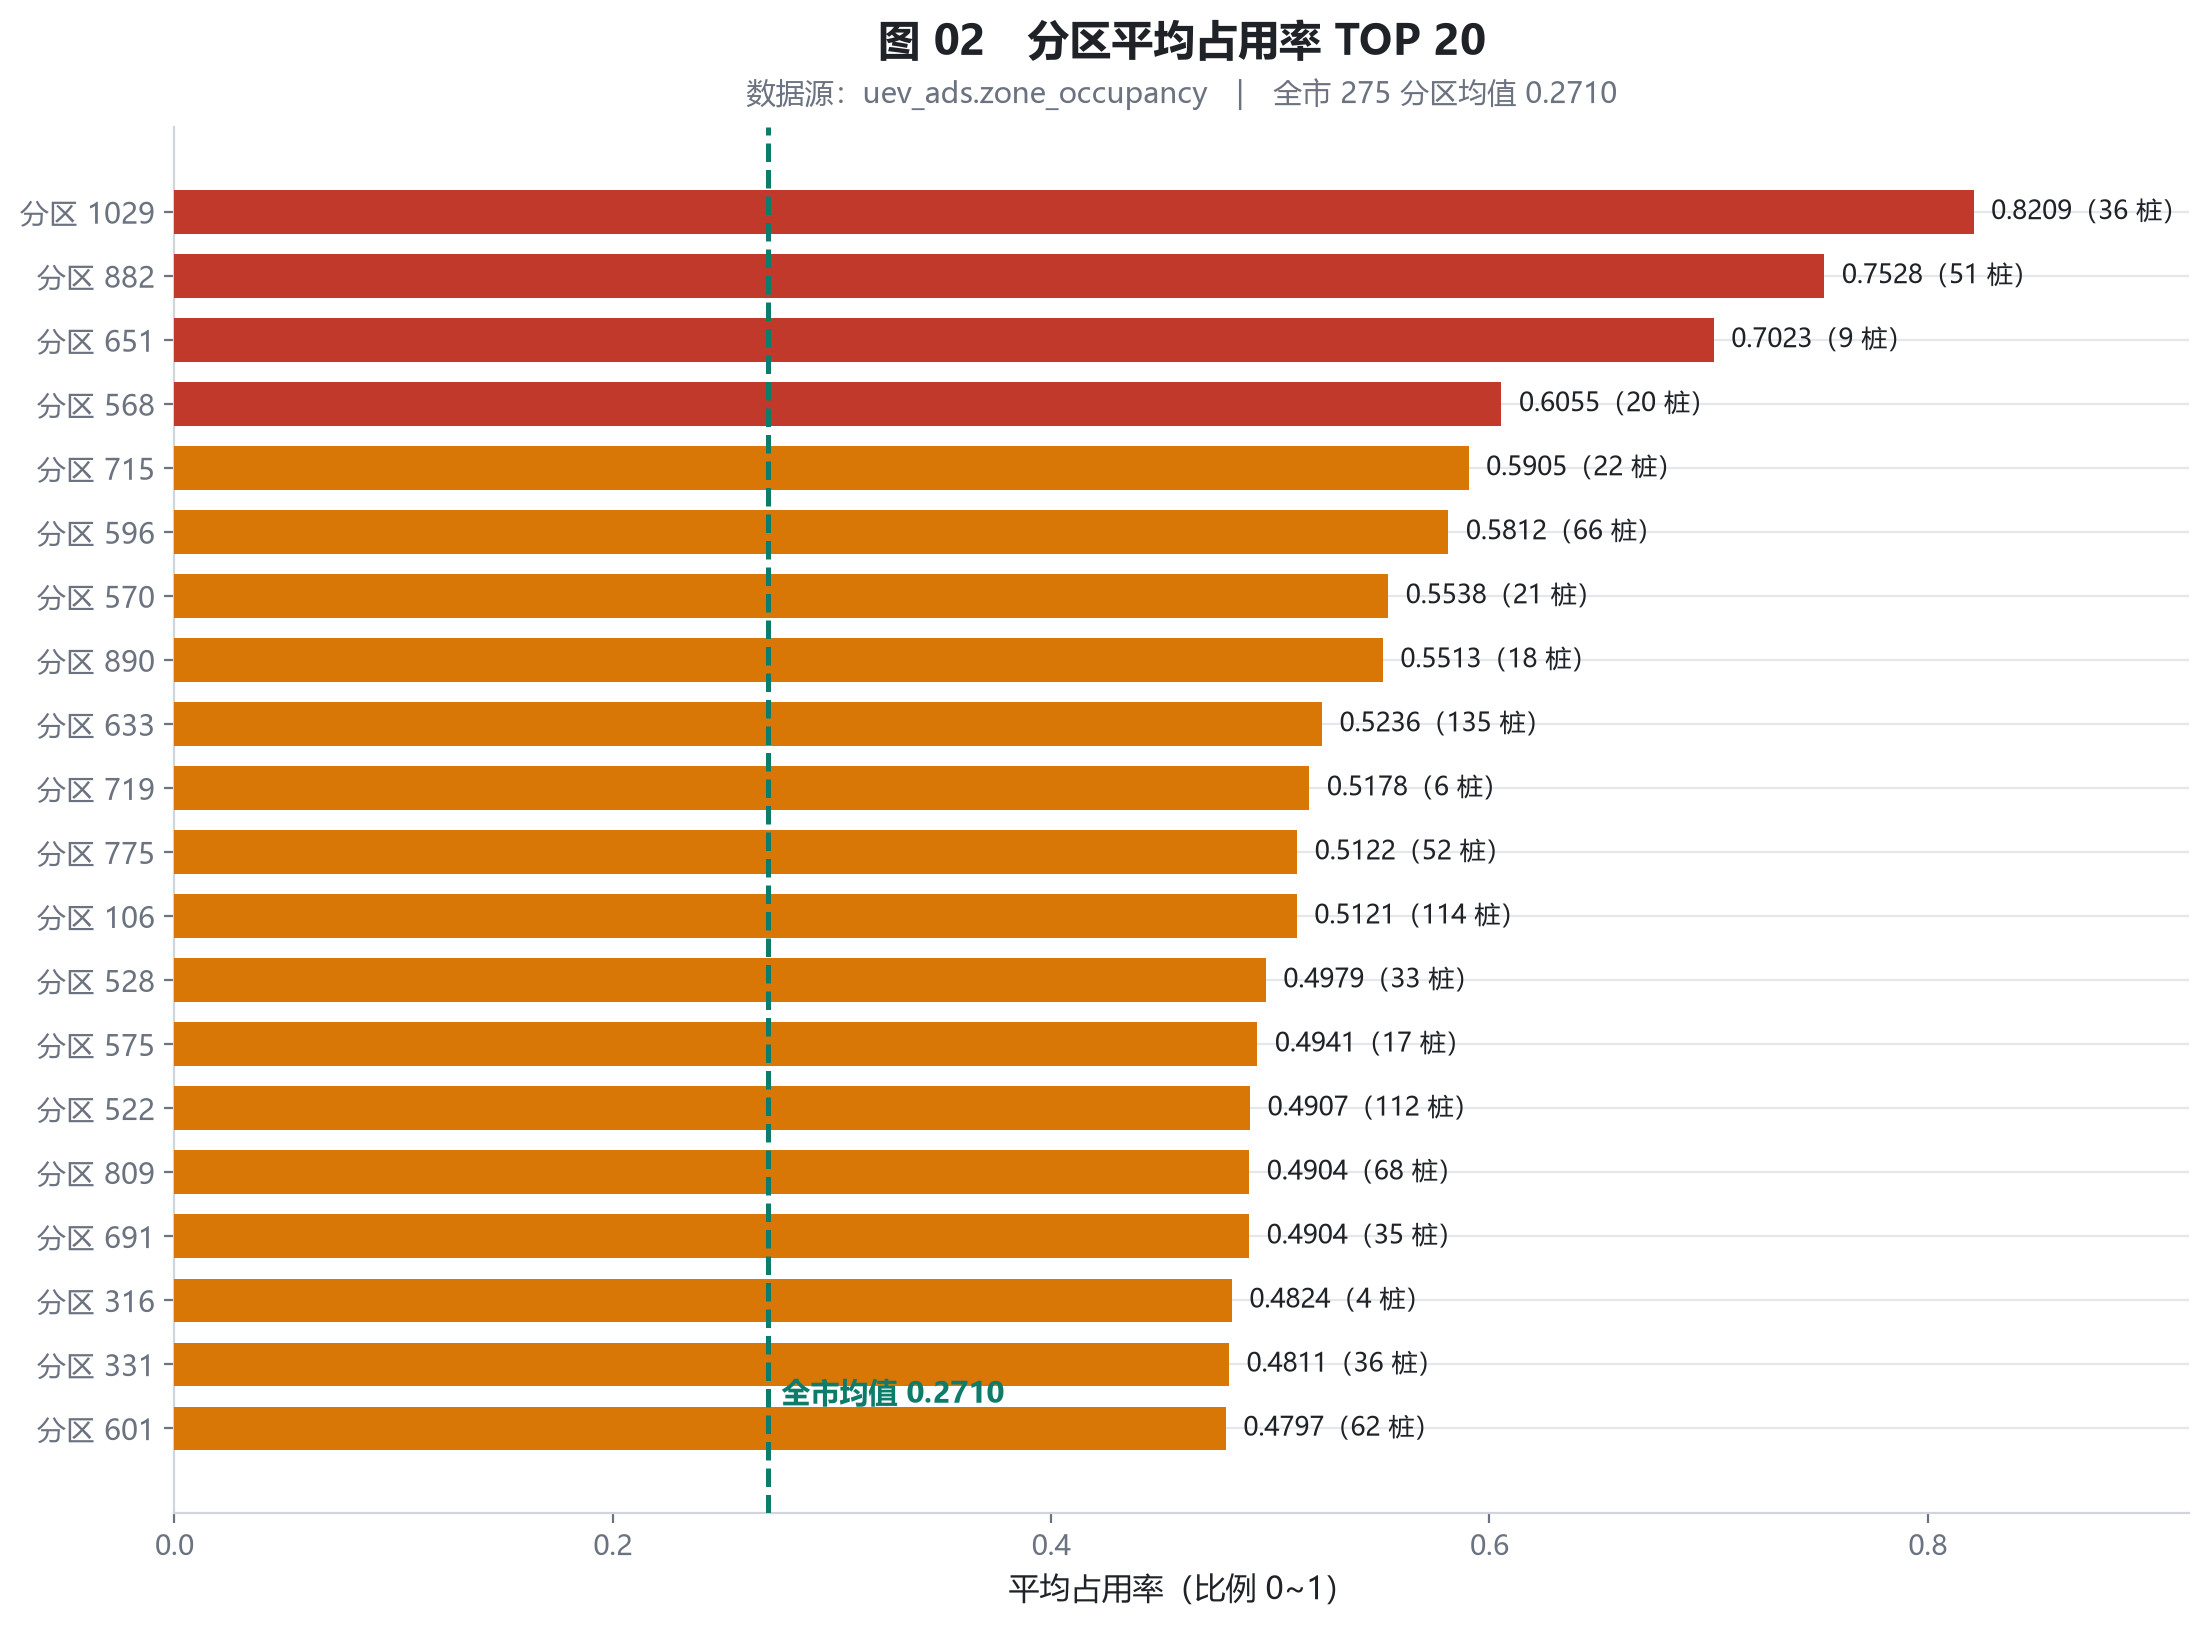 图 02　分区平均占用率 TOP 20
数据源：uev_ads.zone_occupancy　|　全市 275 分区均值 0.2710
分区 1029 0.8209（36 桩）
分区 882 0.7528（51 桩）
分区 651 0.7023（9 桩）
分区 568 0.6055（20 桩）
分区 715 0.5905（22 桩）
分区 596 0.5812（66 桩）
分区 570 0.5538（21 桩）
分区 890 0.5513（18 桩）
分区 633 0.5236（135 桩）
分区 719 0.5178（6 桩）
分区 775 0.5122（52 桩）
分区 106 0.5121（114 桩）
分区 528 0.4979（33 桩）
分区 575 0.4941（17 桩）
分区 522 0.4907（112 桩）
分区 809 0.4904（68 桩）
分区 691 0.4904（35 桩）
分区 316 0.4824（4 桩）
分区 331 0.4811（36 桩）
全市均值 0.2710
分区 601 0.4797（62 桩）
0.0 0.2 0.4 0.6 0.8
平均占用率（比例 0~1）